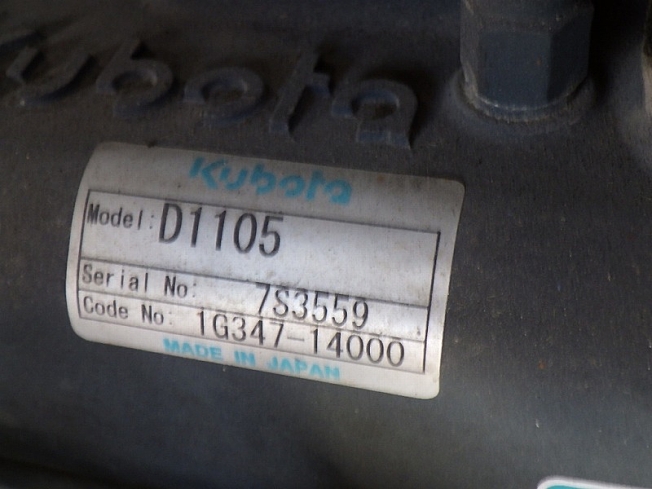 Kubota
Kubota
Model: D1105
Serial No: 7S3559
Code No: 1G347-14000
MADE IN JAPAN